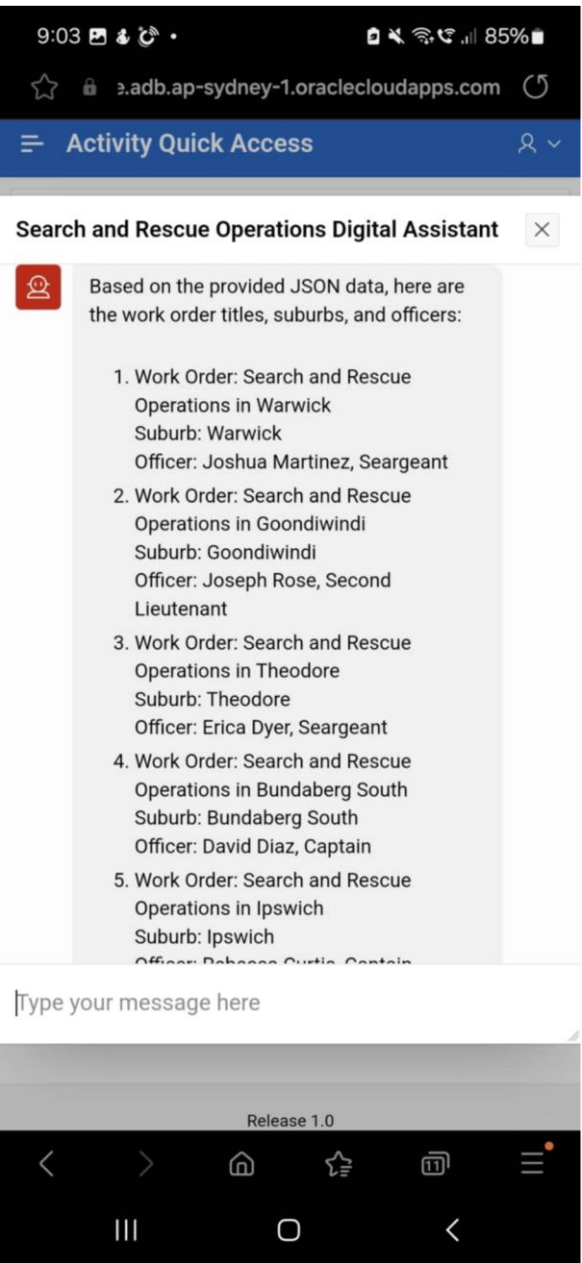 9:03
85%
e.adb.ap-sydney-1.oraclecloudapps.com
Activity Quick Access
Search and Rescue Operations Digital Assistant
Based on the provided JSON data, here are
the work order titles, suburbs, and officers:
1. Work Order: Search and Rescue
Operations in Warwick
Suburb: Warwick
Officer: Joshua Martinez, Seargeant
2. Work Order: Search and Rescue
Operations in Goondiwindi
Suburb: Goondiwindi
Officer: Joseph Rose, Second
Lieutenant
3. Work Order: Search and Rescue
Operations in Theodore
Suburb: Theodore
Officer: Erica Dyer, Seargeant
4. Work Order: Search and Rescue
Operations in Bundaberg South
Suburb: Bundaberg South
Officer: David Diaz, Captain
5. Work Order: Search and Rescue
Operations in Ipswich
Suburb: Ipswich
Officer: Rebecca Curtis, Captain
Type your message here
Release 1.0
11